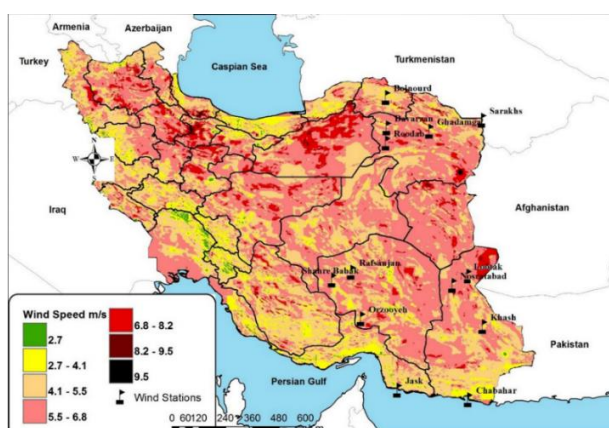 Armenia
Azerbaijan
Turkey
Caspian Sea
Turkmenistan
Bojnourd
Sarakhs
Davarzan
Ghadamgah
Roodab
N
W
E
S
Iraq
Afghanistan
Nosratabad
Rafsanjan
Shahre Babak
Orzooyeh
Khash
Pakistan
Persian Gulf
Jask
Chabahar
Wind Speed m/s
2.7
2.7 - 4.1
4.1 - 5.5
5.5 - 6.8
6.8 - 8.2
8.2 - 9.5
9.5
Wind Stations
0 60120 240 360 480 600